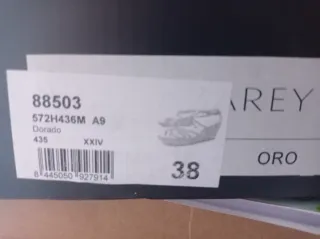 88503
572H436M A9
Dorado
435 XXIV
8 445050 927914
38
AREY
ORO